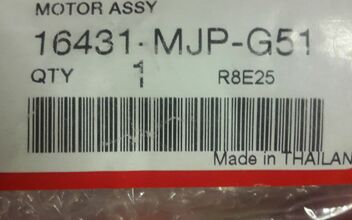 MOTOR ASSY
16431-MJP-G51
QTY 1 R8E25
Made in THAILAN